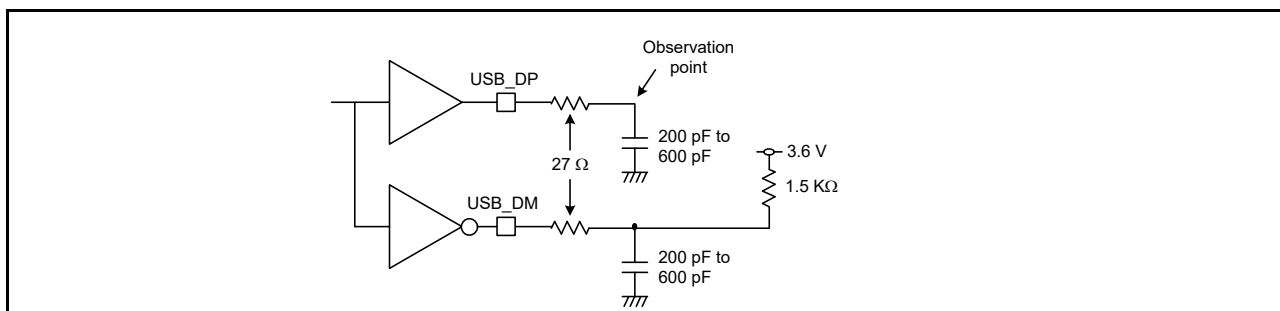 Observation
point
USB_DP
200 pF to
600 pF
27 Ω
3.6 V
1.5 KΩ
USB_DM
200 pF to
600 pF